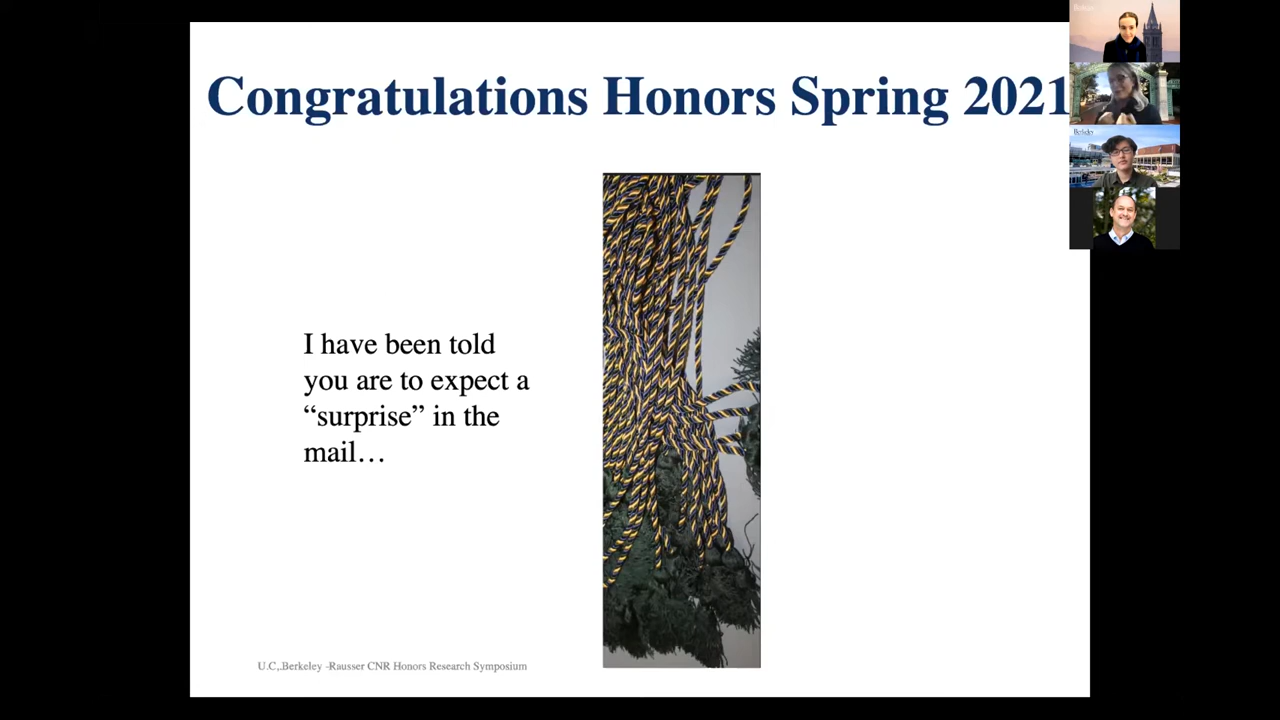 Congratulations Honors Spring 2021
I have been told
you are to expect a
“surprise” in the
mail…
U.C,.Berkeley -Rausser CNR Honors Research Symposium
Berkeley